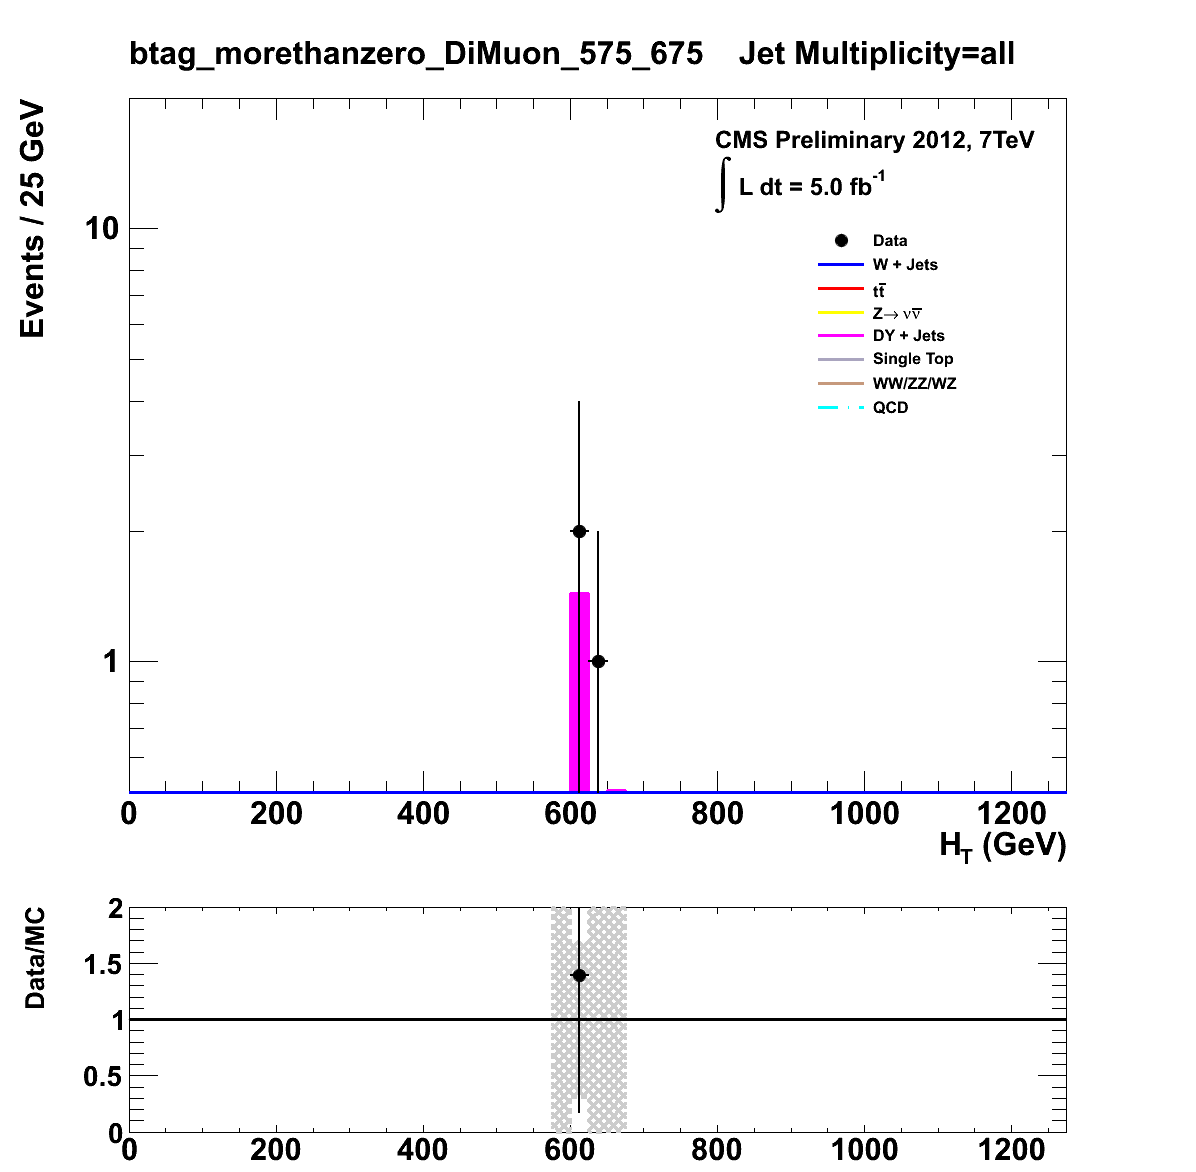 btag_morethanzero_DiMuon_575_675 Jet Multiplicity=all
Events / 25 GeV
CMS Preliminary 2012, 7TeV
∫ L dt = 5.0 fb⁻¹
10
1
Data
W + Jets
tt̅
Z→ νν̅
DY + Jets
Single Top
WW/ZZ/WZ
QCD
0 200 400 600 800 1000 1200
H_T (GeV)
Data/MC
2
1.5
1
0.5
0
0 200 400 600 800 1000 1200